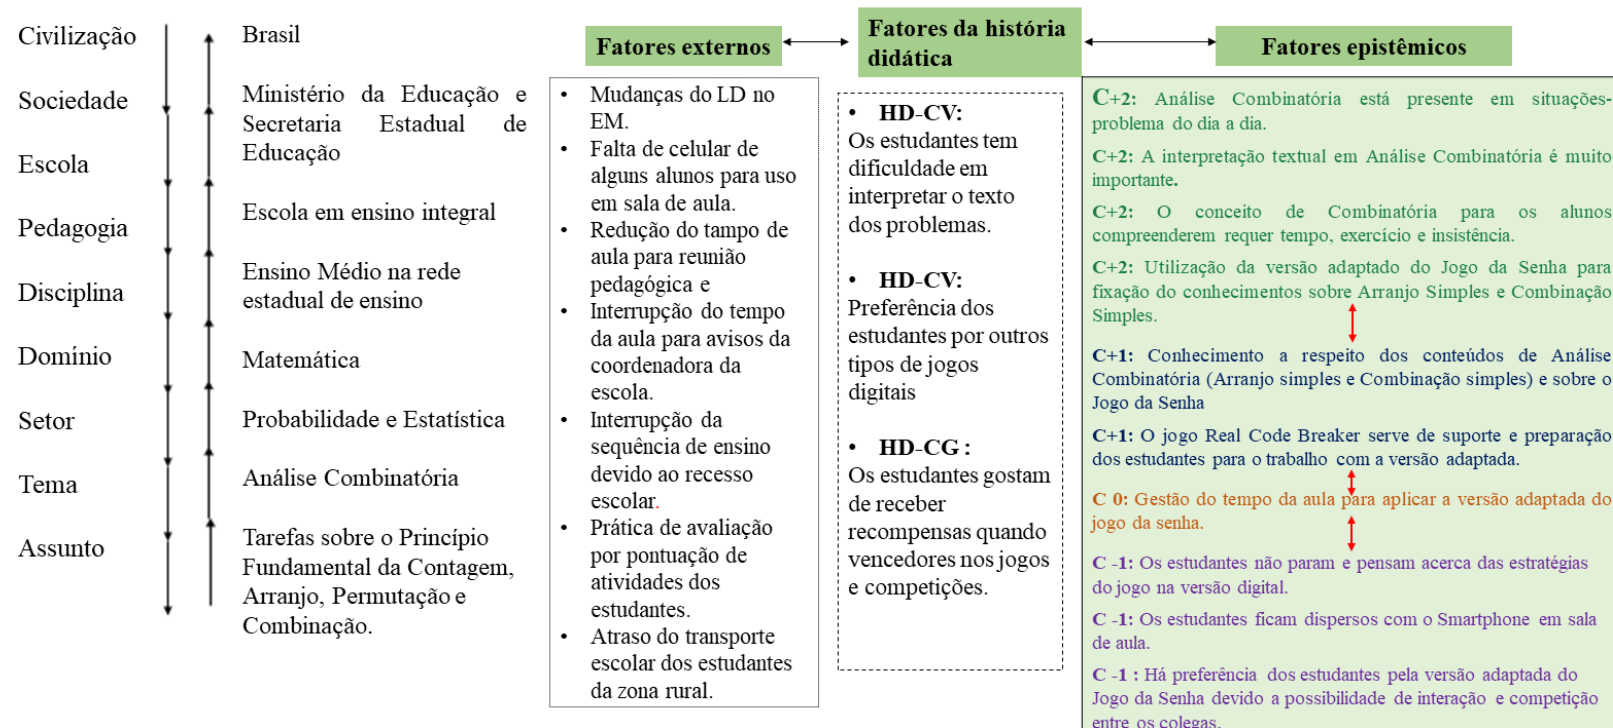 Civilização
Sociedade
Escola
Pedagogia
Disciplina
Domínio
Setor
Tema
Assunto
Brasil
Ministério da Educação e
Secretaria Estadual de
Educação
Escola em ensino integral
Ensino Médio na rede
estadual de ensino
Matemática
Probabilidade e Estatística
Análise Combinatória
Tarefas sobre o Princípio
Fundamental da Contagem,
Arranjo, Permutação e
Combinação.
Fatores externos
• Mudanças do LD no
EM.
• Falta de celular de
alguns alunos para uso
em sala de aula.
• Redução do tampo de
aula para reunião
pedagógica e
• Interrupção do tempo
da aula para avisos da
coordenadora da
escola.
• Interrupção da
sequência de ensino
devido ao recesso
escolar.
• Prática de avaliação
por pontuação de
atividades dos
estudantes.
• Atraso do transporte
escolar dos estudantes
da zona rural.
Fatores da história
didática
• HD-CV:
Os estudantes tem
dificuldade em
interpretar o texto
dos problemas.
• HD-CV:
Preferência dos
estudantes por outros
tipos de jogos
digitais
• HD-CG :
Os estudantes gostam
de receber
recompensas quando
vencedores nos jogos
e competições.
Fatores epistêmicos
C+2: Análise Combinatória está presente em situações-
problema do dia a dia.
C+2: A interpretação textual em Análise Combinatória é muito
importante.
C+2: O conceito de Combinatória para os alunos
compreenderem requer tempo, exercício e insistência.
C+2: Utilização da versão adaptado do Jogo da Senha para
fixação do conhecimentos sobre Arranjo Simples e Combinação
Simples.
C+1: Conhecimento a respeito dos conteúdos de Análise
Combinatória (Arranjo simples e Combinação simples) e sobre o
Jogo da Senha
C+1: O jogo Real Code Breaker serve de suporte e preparação
dos estudantes para o trabalho com a versão adaptada.
C 0: Gestão do tempo da aula para aplicar a versão adaptada do
jogo da senha.
C -1: Os estudantes não param e pensam acerca das estratégias
do jogo na versão digital.
C -1: Os estudantes ficam dispersos com o Smartphone em sala
de aula.
C -1 : Há preferência dos estudantes pela versão adaptada do
Jogo da Senha devido a possibilidade de interação e competição
entre os colegas.